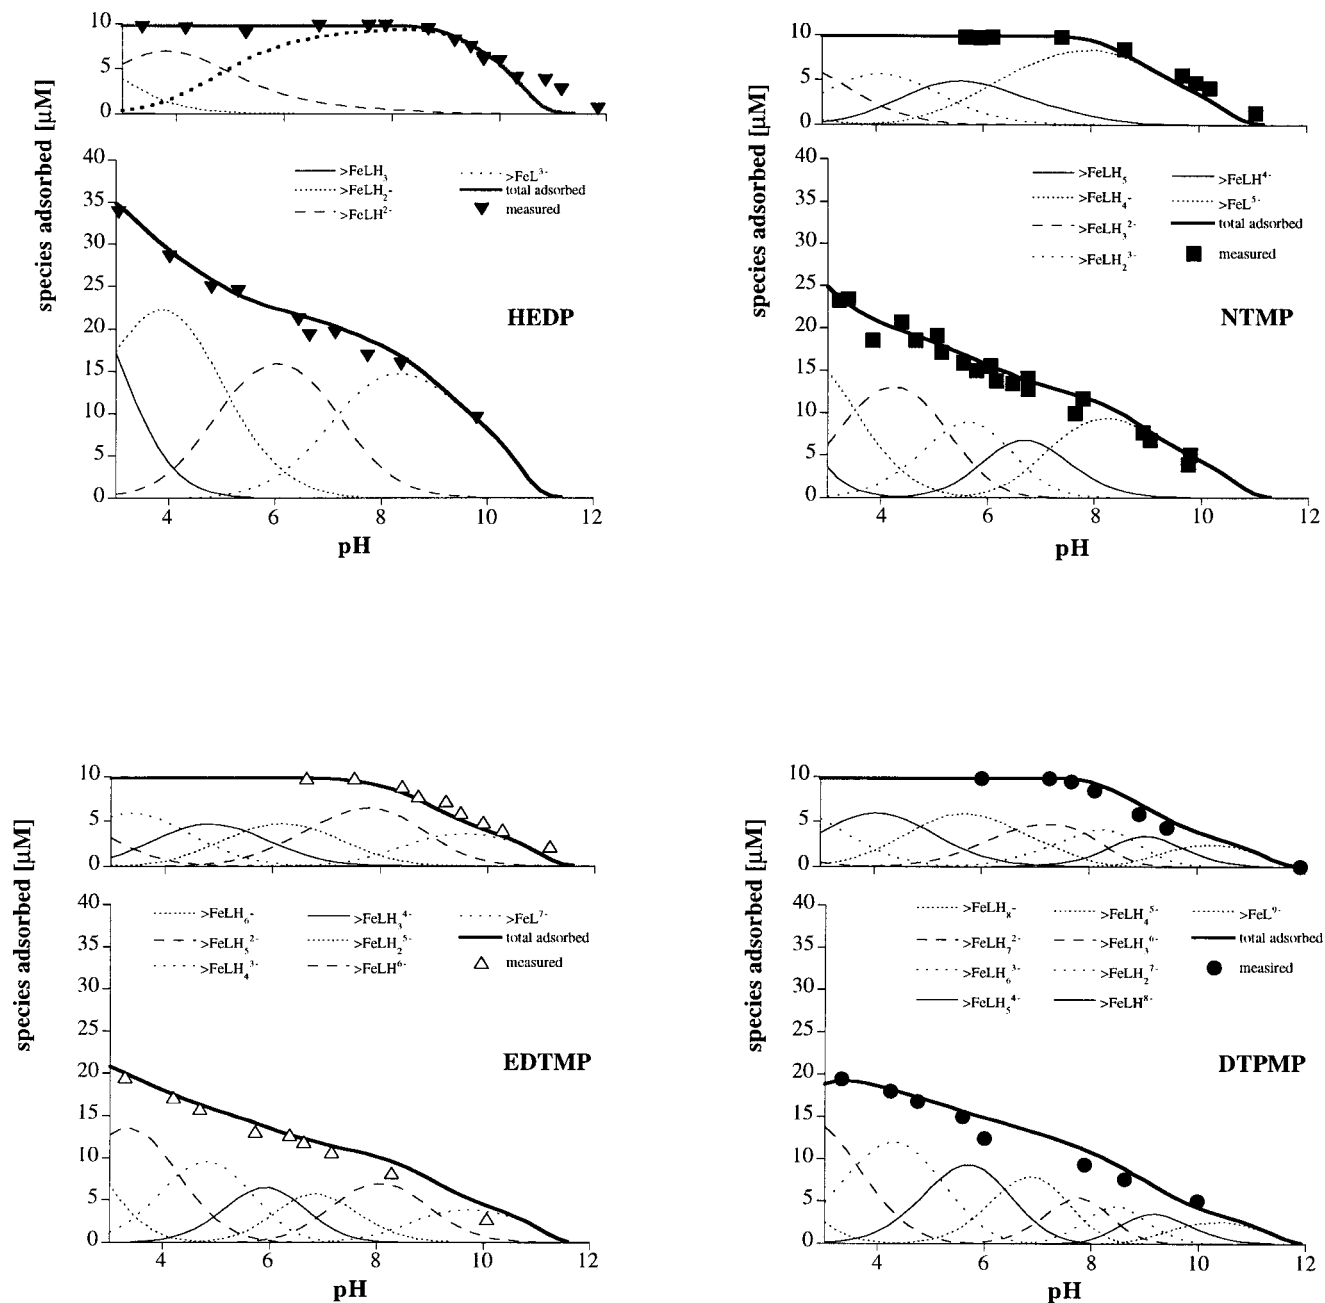 10
5
0
species adsorbed [µM]
40
35
30
25
20
15
10
5
0
>FeLH3
>FeLH2-
>FeLH2-
>FeL3-
total adsorbed
measured
HEDP
4 6 8 10 12
pH
10
5
0
species adsorbed [µM]
40
35
30
25
20
15
10
5
0
>FeLH5
>FeLH4-
>FeLH32-
>FeLH23-
>FeLH4-
>FeL5-
total adsorbed
measured
NTMP
4 6 8 10 12
pH
10
5
0
species adsorbed [µM]
40
35
30
25
20
15
10
5
0
>FeLH6-
>FeLH52-
>FeLH43-
>FeLH34-
>FeLH25-
>FeLH6-
>FeL7-
total adsorbed
measured
EDTMP
4 6 8 10 12
pH
10
5
0
species adsorbed [µM]
40
35
30
25
20
15
10
5
0
>FeLH8-
>FeLH72-
>FeLH63-
>FeLH54-
>FeLH45-
>FeLH36-
>FeLH27-
>FeLH8-
>FeL9-
total adsorbed
measired
DTPMP
4 6 8 10 12
pH